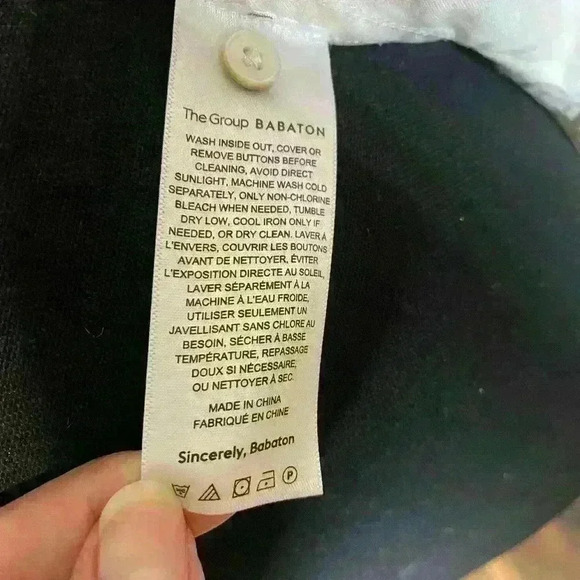 The Group BABATON
WASH INSIDE OUT, COVER OR
REMOVE BUTTONS BEFORE
CLEANING, AVOID DIRECT
SUNLIGHT, MACHINE WASH COLD
SEPARATELY, ONLY NON-CHLORINE
BLEACH WHEN NEEDED, TUMBLE
DRY LOW, COOL IRON ONLY IF
NEEDED, OR DRY CLEAN. LAVER À
L'ENVERS, COUVRIR LES BOUTONS
AVANT DE NETTOYER, ÉVITER
L'EXPOSITION DIRECTE AU SOLEIL,
LAVER SÉPARÉMENT À LA
MACHINE À L'EAU FROIDE,
UTILISER SEULEMENT UN
JAVELLISANT SANS CHLORE AU
BESOIN, SÉCHER À BASSE
TEMPÉRATURE, REPASSAGE
DOUX SI NÉCESSAIRE,
OU NETTOYER À SEC.
MADE IN CHINA
FABRIQUÉ EN CHINE
Sincerely, Babaton
P